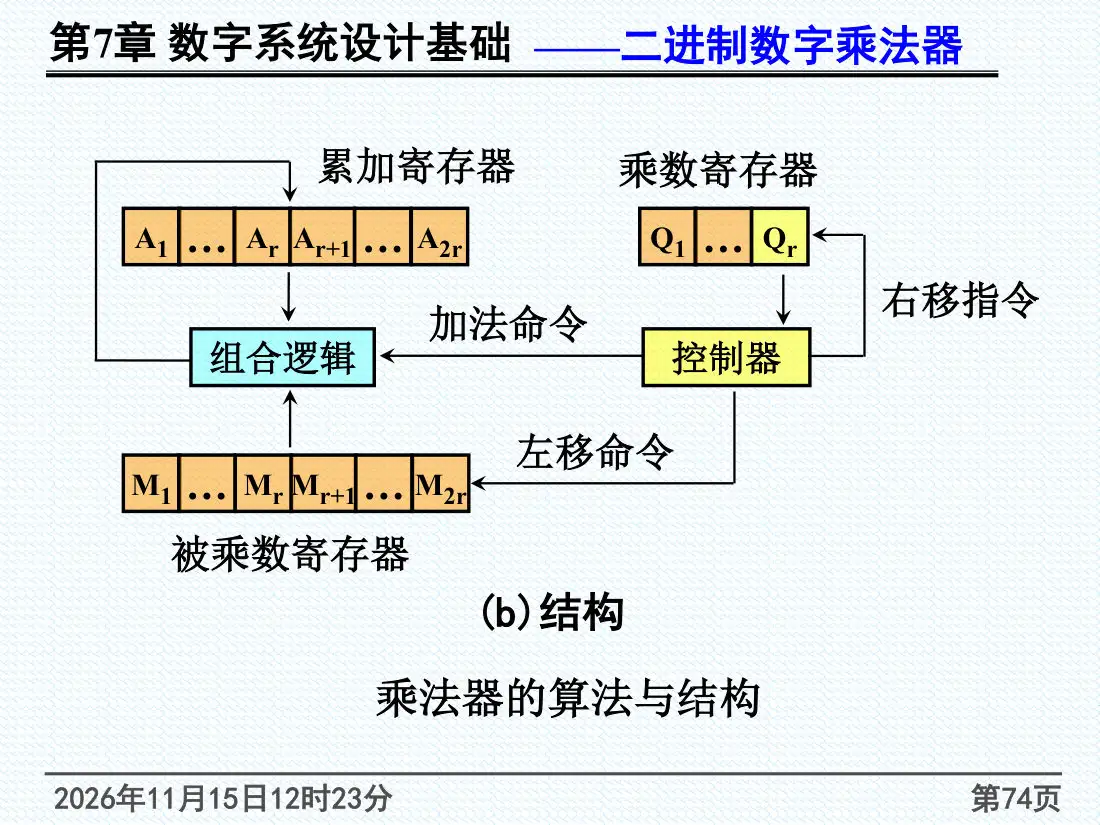 第7章 数字系统设计基础 ——二进制数字乘法器
累加寄存器
乘数寄存器
A1 … Ar Ar+1 … A2r
Q1 … Qr
右移指令
加法命令
组合逻辑
控制器
左移命令
M1 … Mr Mr+1 … M2r
被乘数寄存器
(b)结构
乘法器的算法与结构
2026年11月15日12时23分
第74页